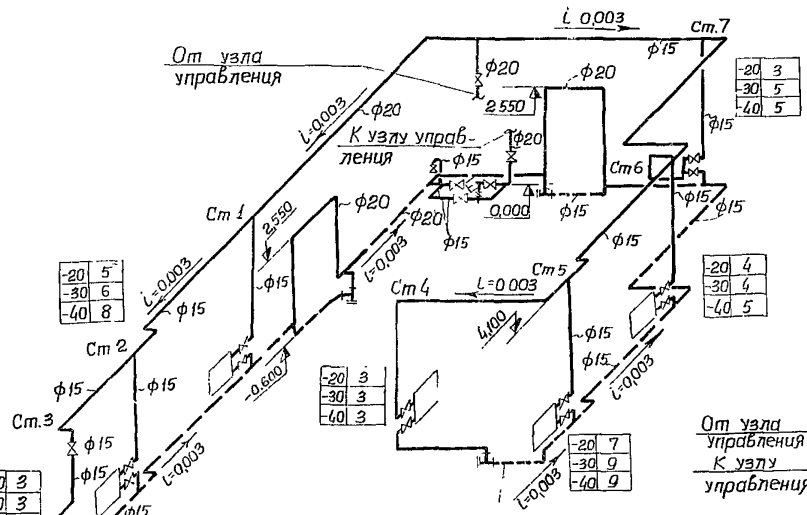 i 0,003
Ст.7
От узла
управления
ф20
ф15
ф20
-20 3
-30 5
-40 5
2.550
i=0,003
ф20
К узлу управ-
ления
ф20
ф15
ф15
Ст6
0,000
ф15
ф15
ф15
Ст 1
2.550
ф20
ф20
ф15
i=0,003
ф15
Ст 5
-20 5
-30 6
-40 8
i=0,003
ф15
ф15
Ст 4
i=0.003
4,100
-20 4
-30 4
-40 5
Ст 2
-0.600
ф15
ф15
ф15
ф15
i=0,003
-20 3
-30 3
-40 3
Ст.3
ф15
ф15
i=0,003
От узла
управления
К узлу
управления
-20 7
-30 9
-40 9
i=0,003
3
3
ф15